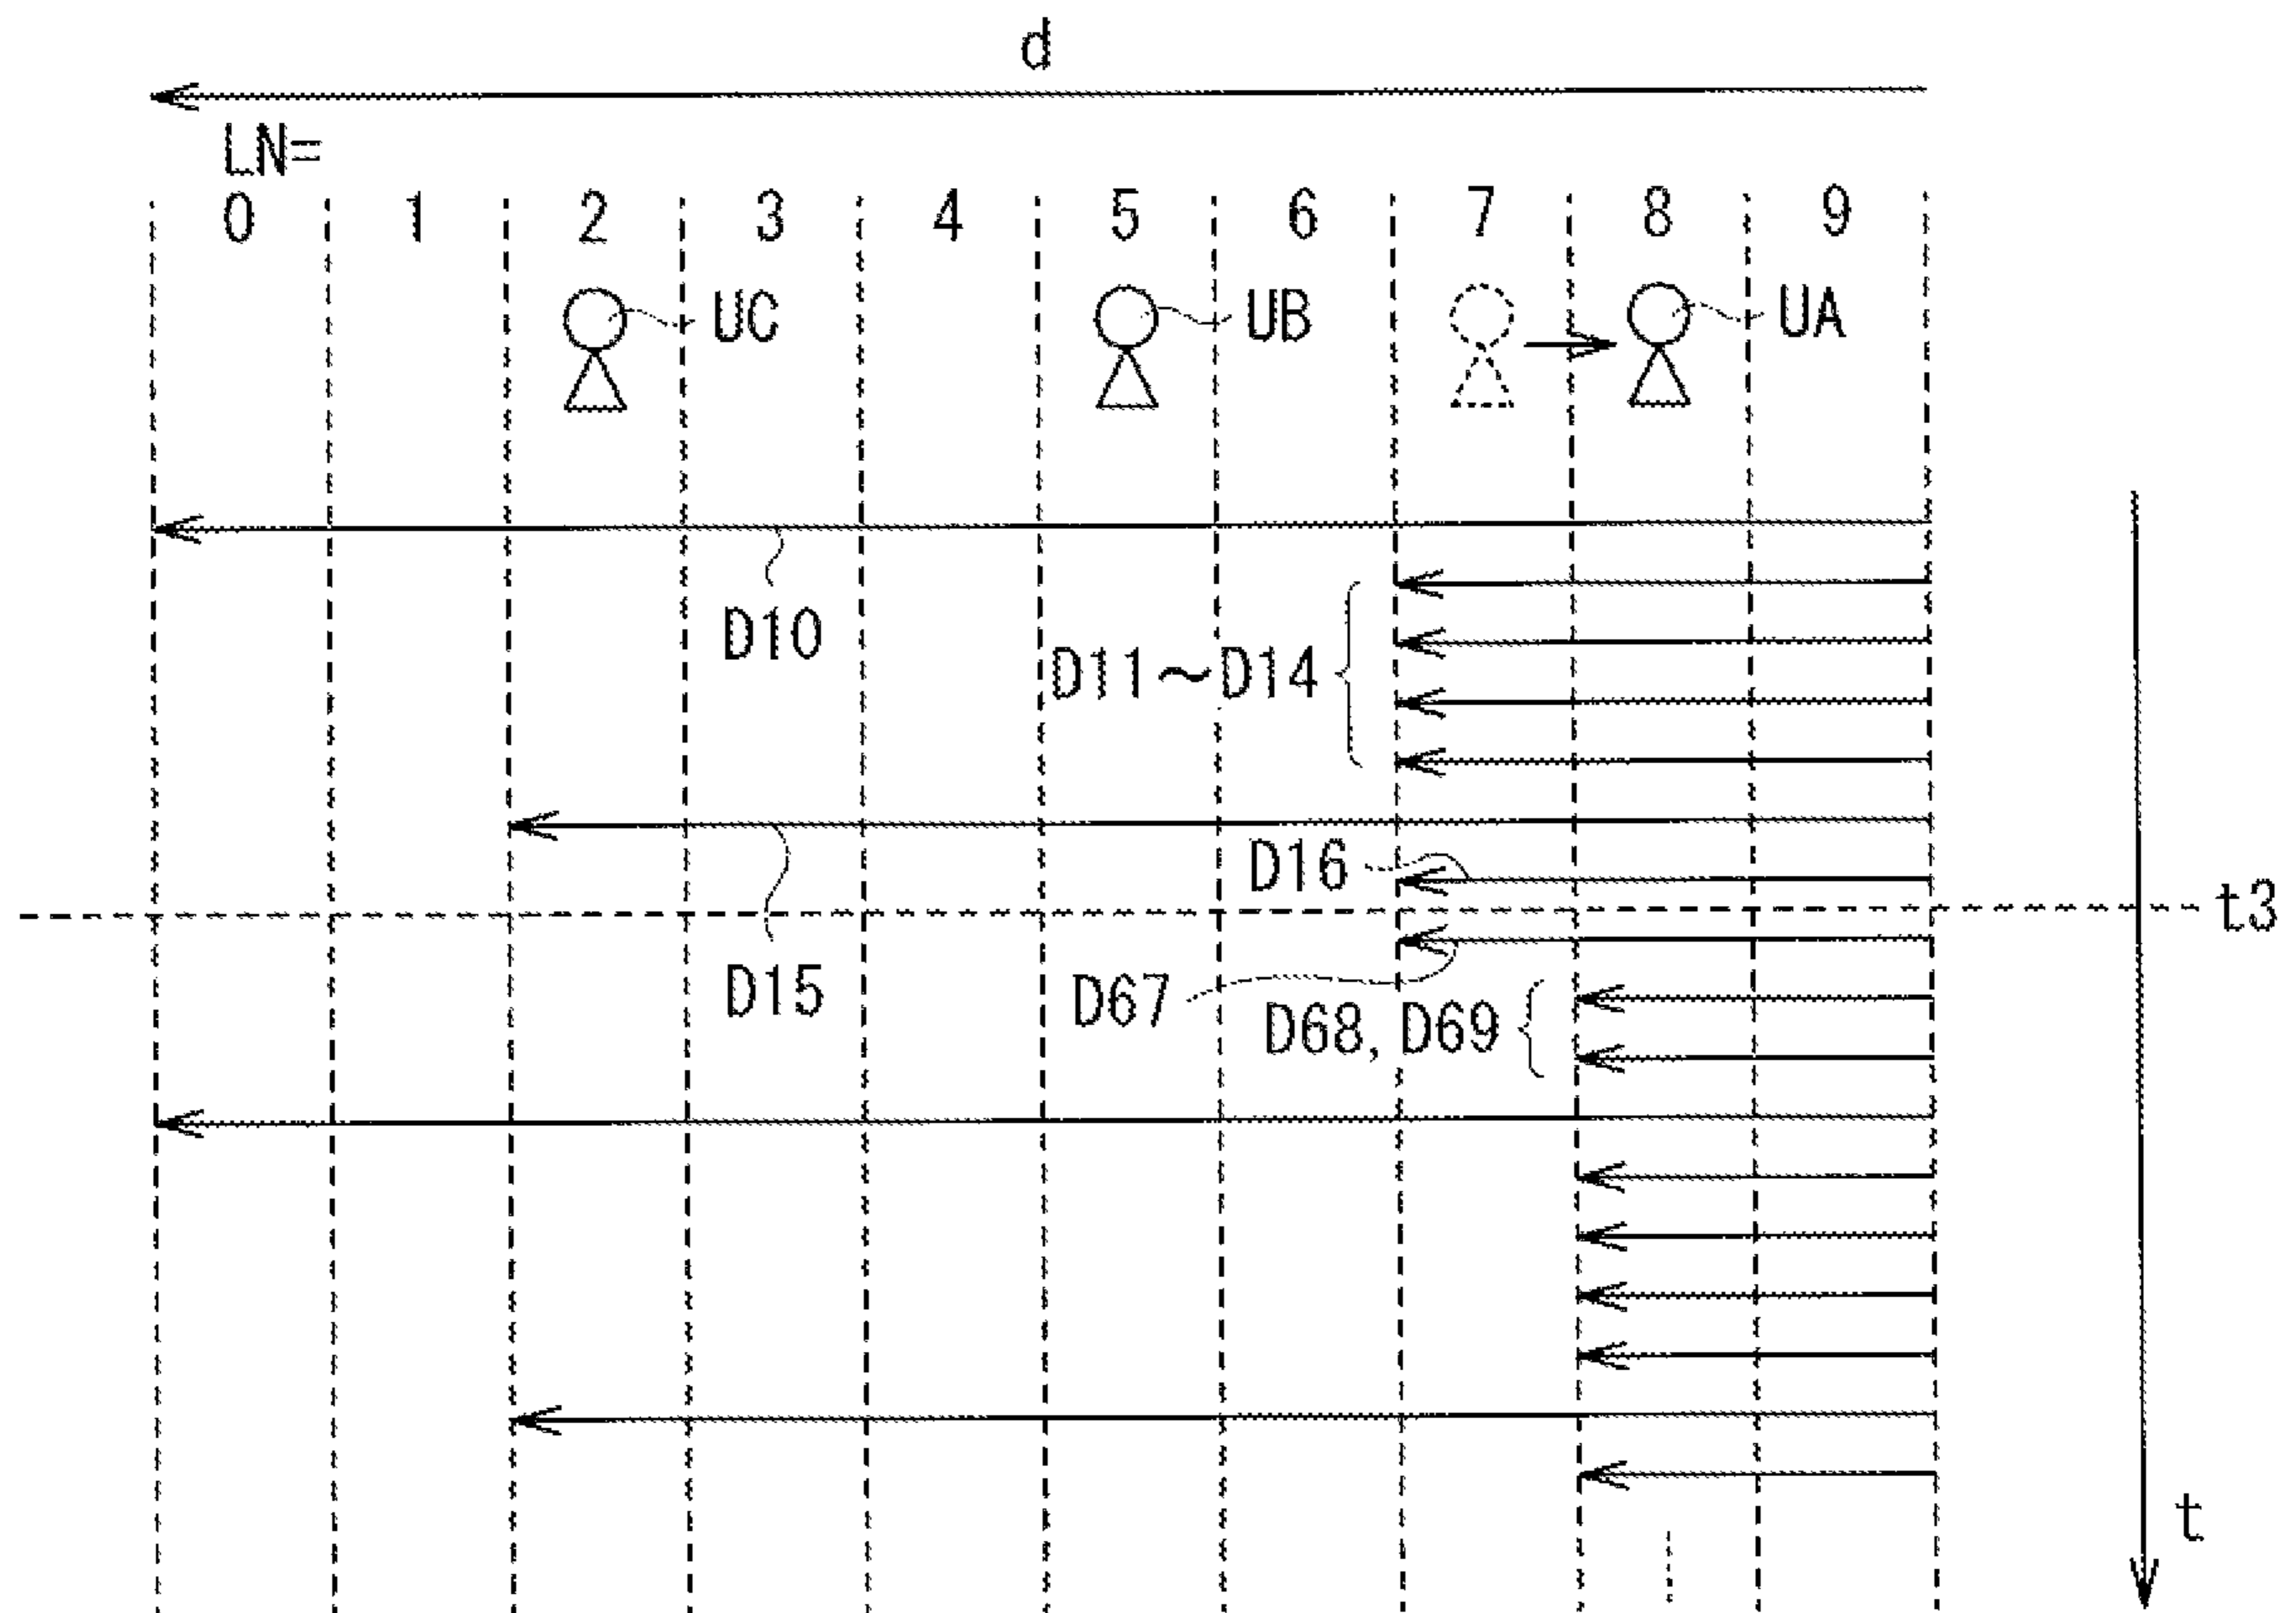 d
LN=
0 1 2 3 4 5 6 7 8 9
UC UB UA
D10
D11～D14
D16
t3
D15
D67
D68, D69
t